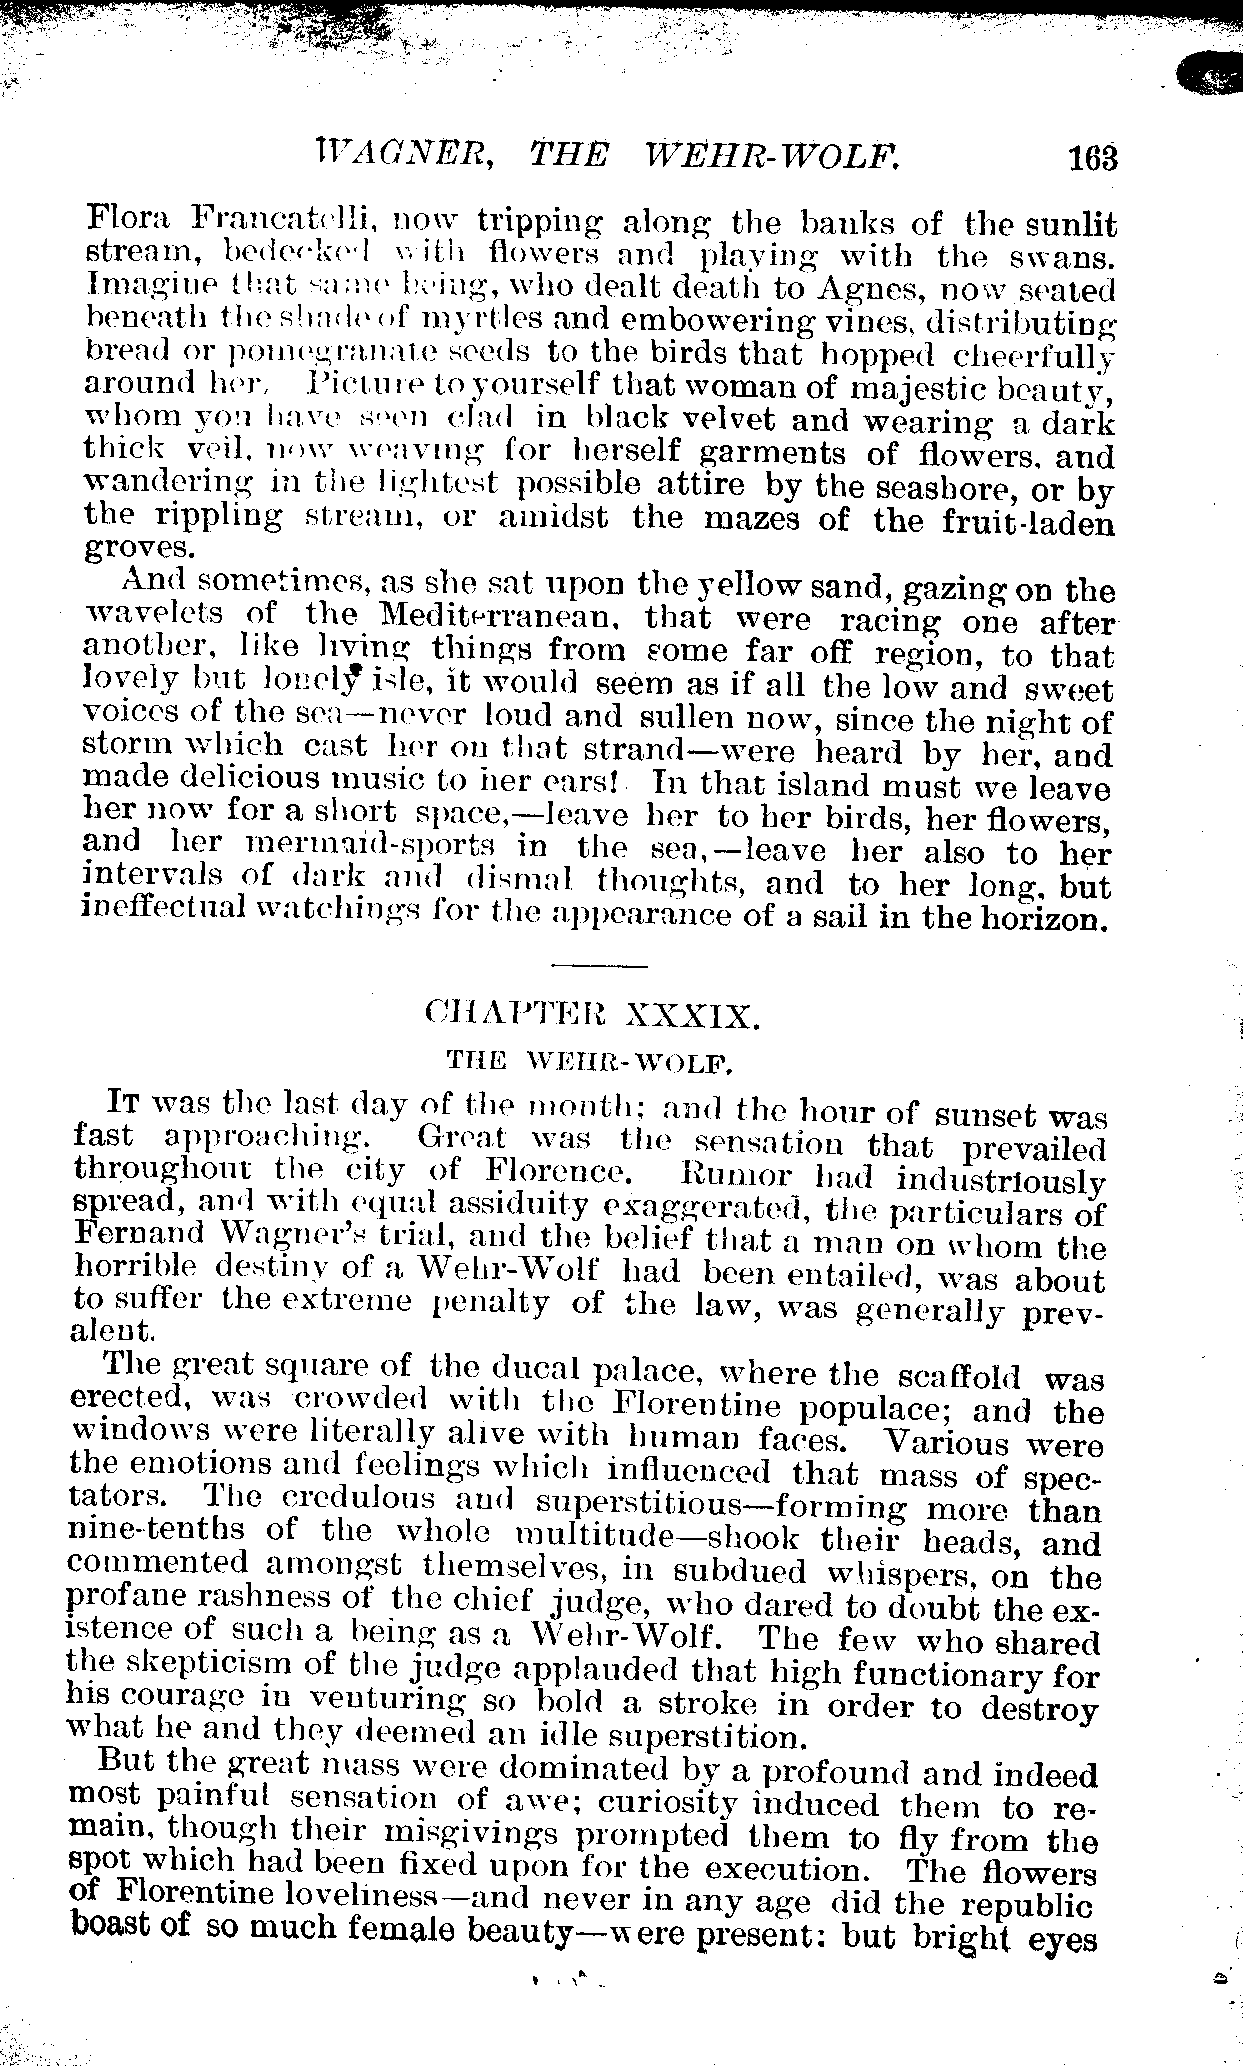 WAGNER, THE WEHR-WOLF. 163
Flora Francatelli, now tripping along the banks of the sunlit
stream, bedecked with flowers and playing with the swans.
Imagine that same being, who dealt death to Agnes, now seated
beneath the shade of myrtles and embowering vines, distributing
bread or pomegranate seeds to the birds that hopped cheerfully
around her. Picture to yourself that woman of majestic beauty,
whom you have seen clad in black velvet and wearing a dark
thick veil, now weaving for herself garments of flowers, and
wandering in the lightest possible attire by the seashore, or by
the rippling stream, or amidst the mazes of the fruit-laden
groves.
And sometimes, as she sat upon the yellow sand, gazing on the
wavelets of the Mediterranean, that were racing one after
another, like living things from some far off region, to that
lovely but lonely isle, it would seem as if all the low and sweet
voices of the sea—never loud and sullen now, since the night of
storm which cast her on that strand—were heard by her, and
made delicious music to her ears! In that island must we leave
her now for a short space,—leave her to her birds, her flowers,
and her mermaid-sports in the sea,—leave her also to her
intervals of dark and dismal thoughts, and to her long, but
ineffectual watchings for the appearance of a sail in the horizon.
CHAPTER XXXIX.
THE WEHR-WOLF.
IT was the last day of the month; and the hour of sunset was
fast approaching. Great was the sensation that prevailed
throughout the city of Florence. Rumor had industriously
spread, and with equal assiduity exaggerated, the particulars of
Fernand Wagner's trial, and the belief that a man on whom the
horrible destiny of a Wehr-Wolf had been entailed, was about
to suffer the extreme penalty of the law, was generally prev-
alent.
The great square of the ducal palace, where the scaffold was
erected, was crowded with the Florentine populace; and the
windows were literally alive with human faces. Various were
the emotions and feelings which influenced that mass of spec-
tators. The credulous and superstitious—forming more than
nine-tenths of the whole multitude—shook their heads, and
commented amongst themselves, in subdued whispers, on the
profane rashness of the chief judge, who dared to doubt the ex-
istence of such a being as a Wehr-Wolf. The few who shared
the skepticism of the judge applauded that high functionary for
his courage in venturing so bold a stroke in order to destroy
what he and they deemed an idle superstition.
But the great mass were dominated by a profound and indeed
most painful sensation of awe; curiosity induced them to re-
main, though their misgivings prompted them to fly from the
spot which had been fixed upon for the execution. The flowers
of Florentine loveliness—and never in any age did the republic
boast of so much female beauty—were present: but bright eyes